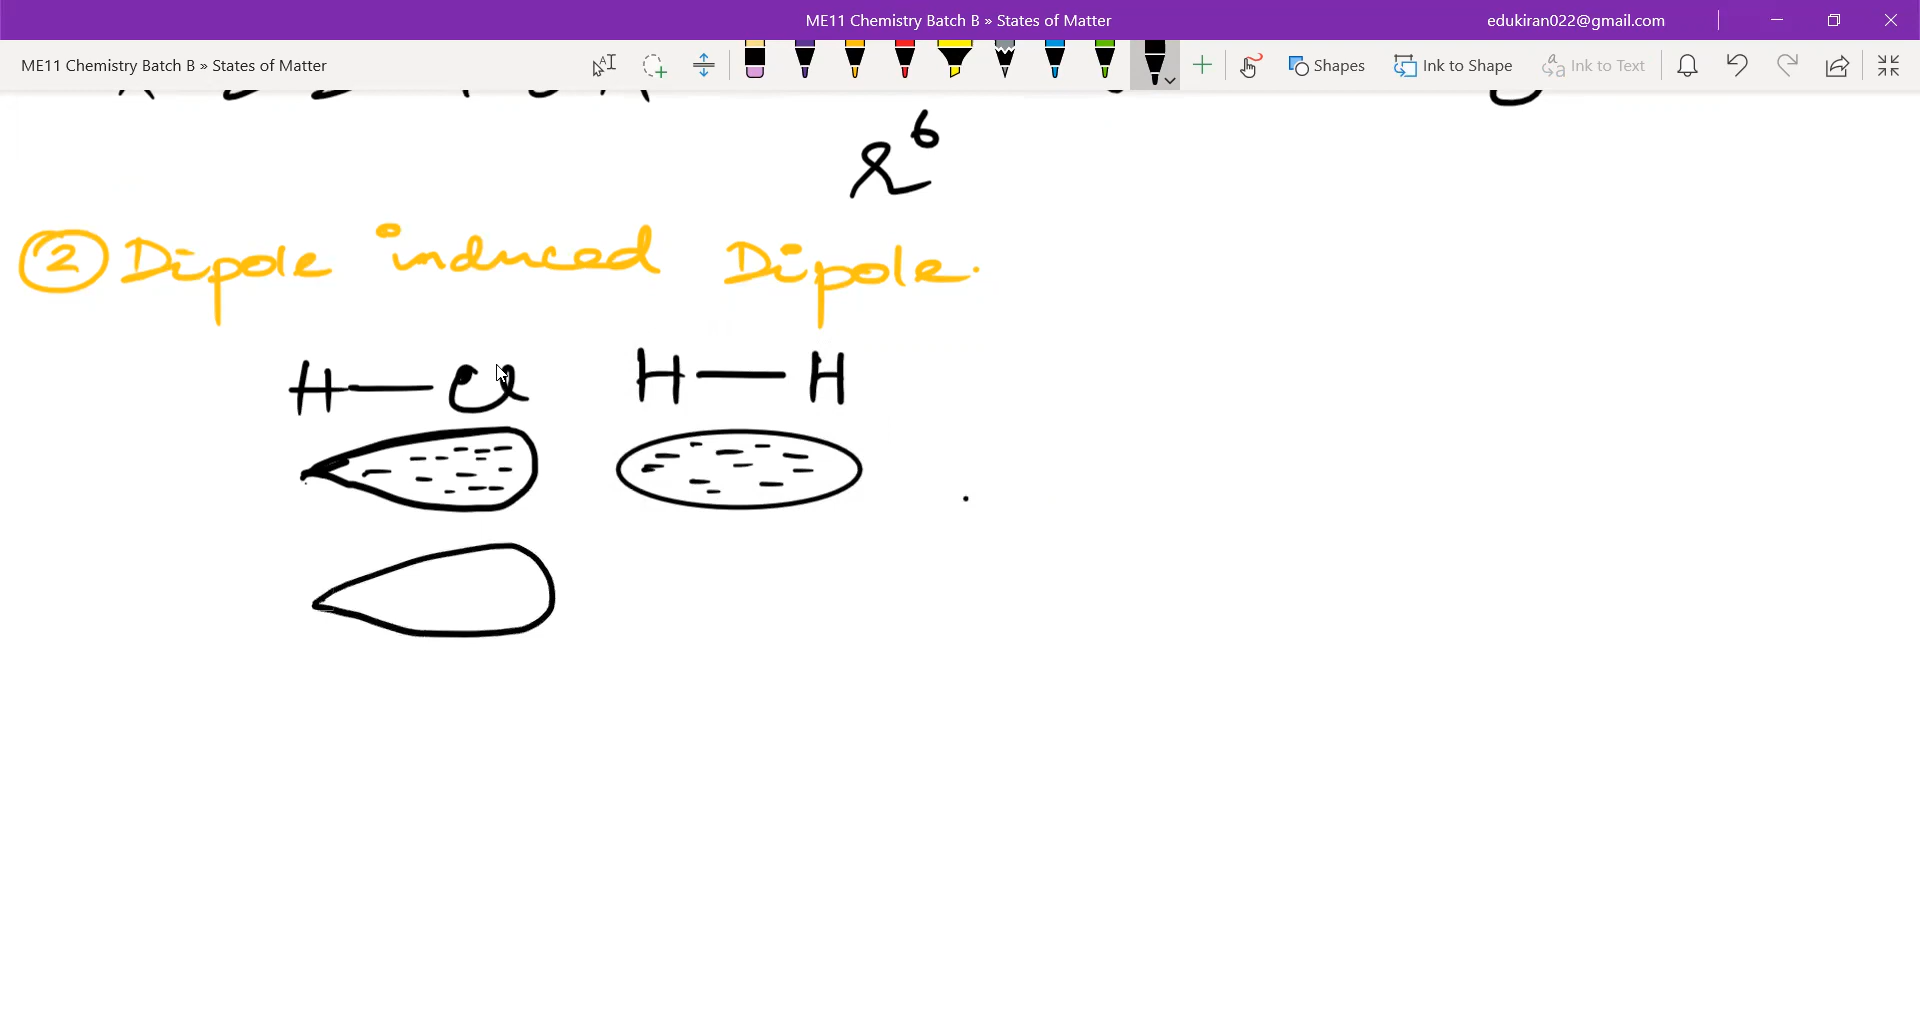 ME11 Chemistry Batch B » States of Matter
edukiran022@gmail.com
ME11 Chemistry Batch B » States of Matter
Shapes
Ink to Shape
Ink to Text
r⁶
② Dipole induced Dipole.
H—Cl H—H